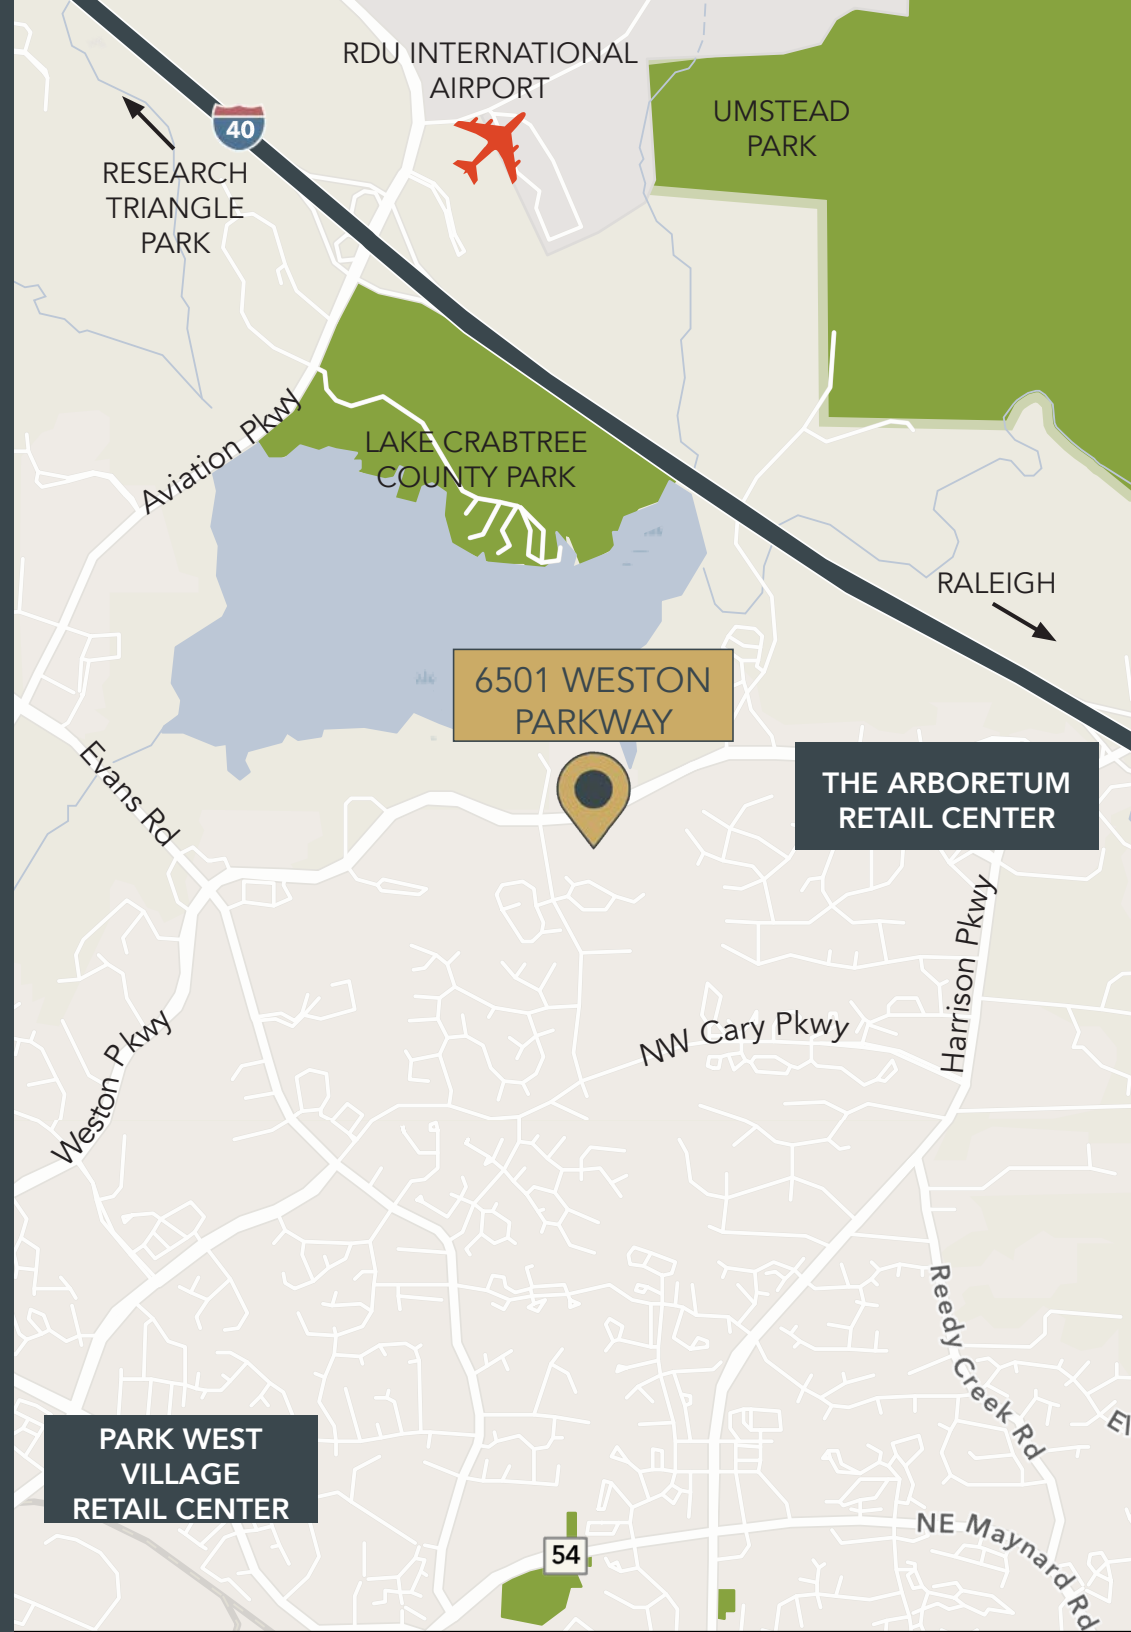 RDU INTERNATIONAL
AIRPORT
UMSTEAD
PARK
40
RESEARCH
TRIANGLE
PARK
Aviation Pkwy
LAKE CRABTREE
COUNTY PARK
RALEIGH
6501 WESTON
PARKWAY
Evans Rd
THE ARBORETUM
RETAIL CENTER
Harrison Pkwy
NW Cary Pkwy
Weston Pkwy
Reedy Creek Rd
PARK WEST
VILLAGE
RETAIL CENTER
54
NE Maynard Rd